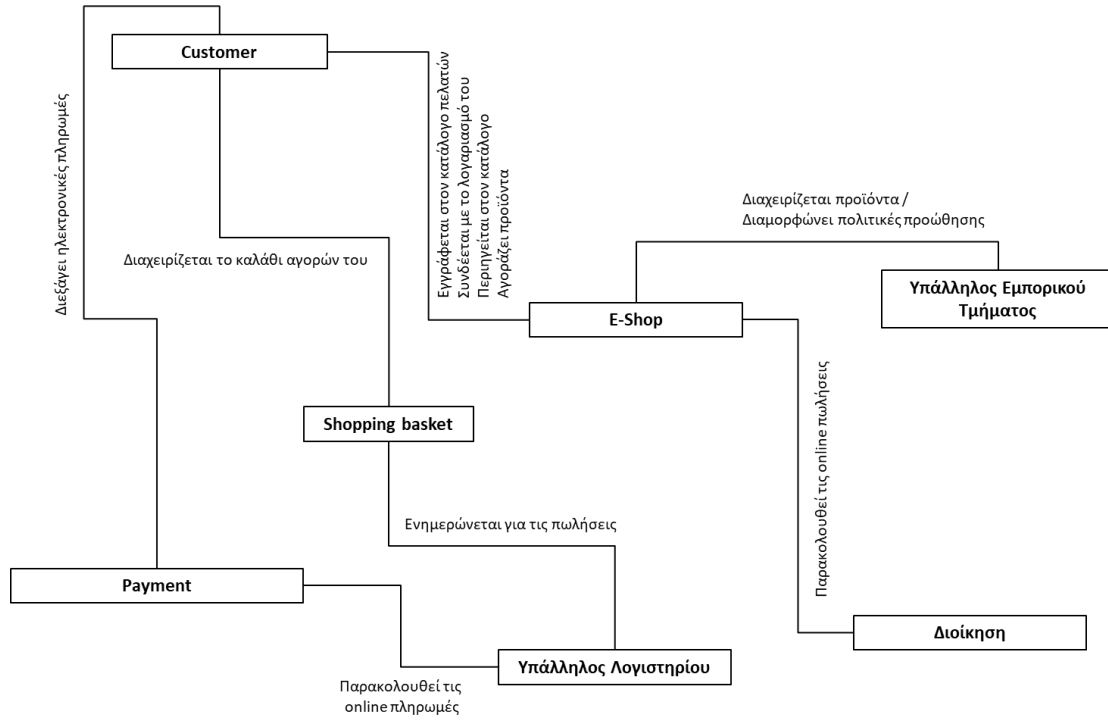 Customer
Διεξάγει ηλεκτρονικές πληρωμές
Εγγράφεται στον κατάλογο πελατών
Συνδέεται με το λογαριασμό του
Περιηγείται στον κατάλογο
Αγοράζει προϊόντα
Διαχειρίζεται προϊόντα /
Διαμορφώνει πολιτικές προώθησης
Διαχειρίζεται το καλάθι αγορών του
Υπάλληλος Εμπορικού
Τμήματος
E-Shop
Παρακολουθεί τις online πωλήσεις
Shopping basket
Ενημερώνεται για τις πωλήσεις
Payment
Διοίκηση
Υπάλληλος Λογιστηρίου
Παρακολουθεί τις
online πληρωμές